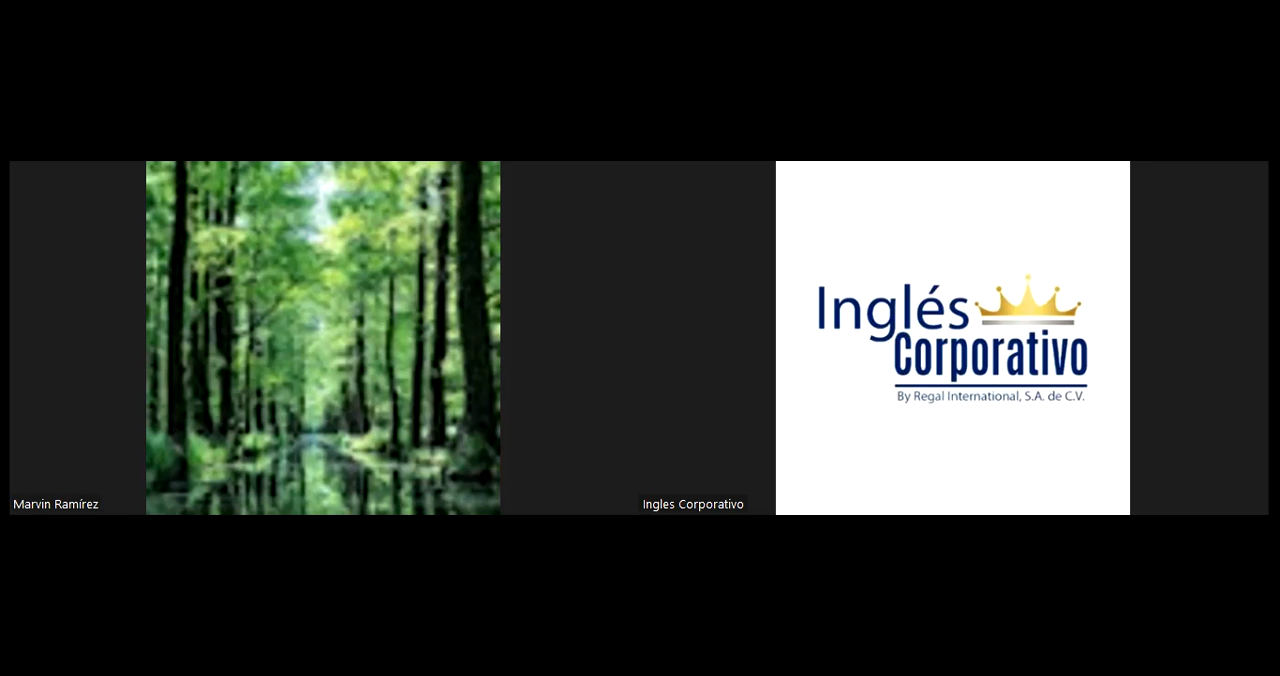 Inglés
Corporativo
By Regal International, S.A. de C.V.
Marvin Ramírez
Ingles Corporativo